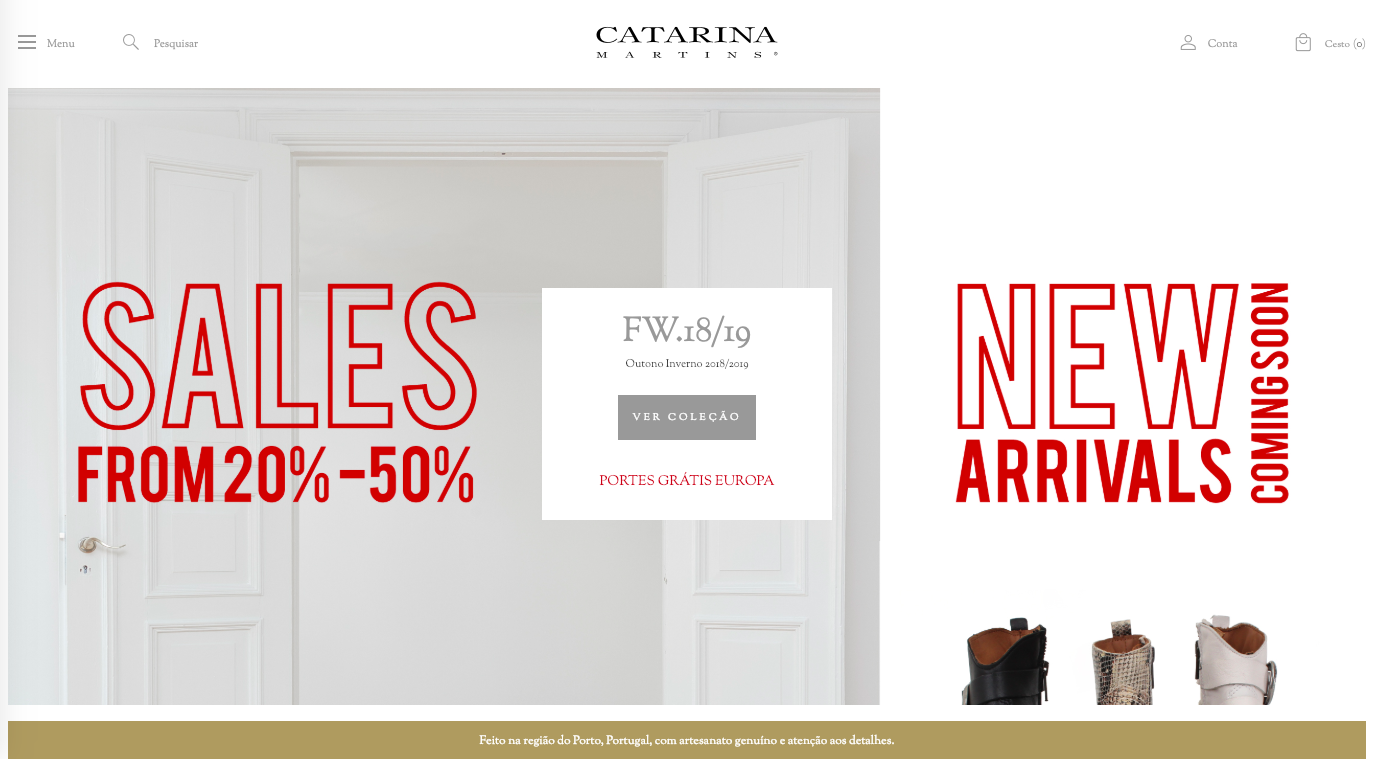 Menu
Pesquisar
CATARINA
MARTINS®
Conta
Cesto (0)
SALES
FROM 20% - 50%
FW.18/19
Outono Inverno 2018/2019
VER COLEÇÃO
PORTES GRÁTIS EUROPA
NEW
ARRIVALS
COMING SOON
Feito na região do Porto, Portugal, com artesanato genuíno e atenção aos detalhes.